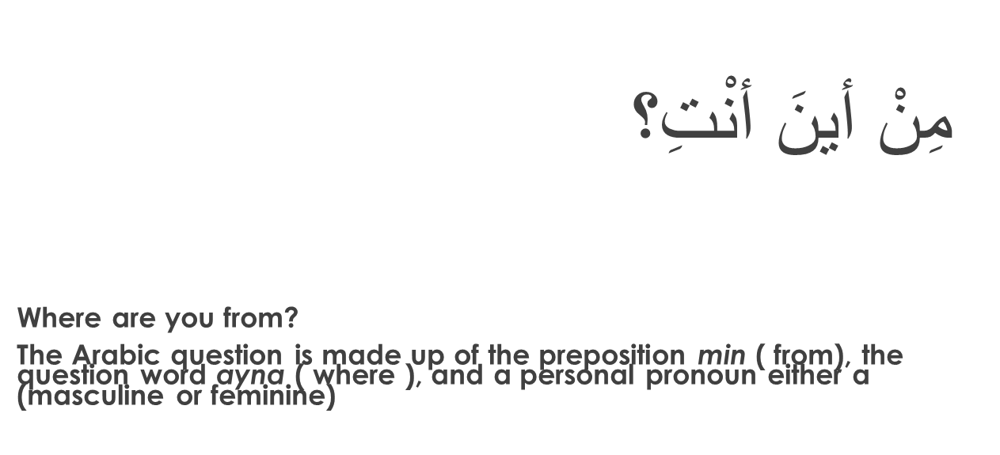 مِنْ أينَ أنْتِ؟
Where are you from?
The Arabic question is made up of the preposition min ( from), the
question word ayna ( where ), and a personal pronoun either a
(masculine or feminine)